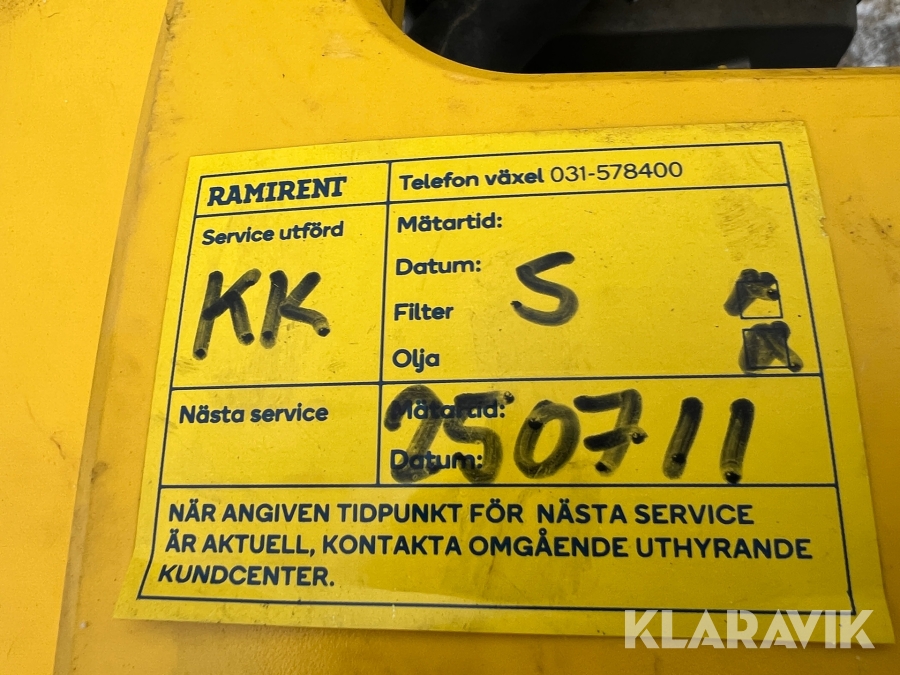 RAMIRENT
Telefon växel 031-578400
Service utförd
KK
Mätartid:
Datum:
S
Filter
Olja
Nästa service
Mätartid:
Datum:
250711
NÄR ANGIVEN TIDPUNKT FÖR NÄSTA SERVICE
ÄR AKTUELL, KONTAKTA OMGÅENDE UTHYRANDE
KUNDCENTER.
KLARAVIK